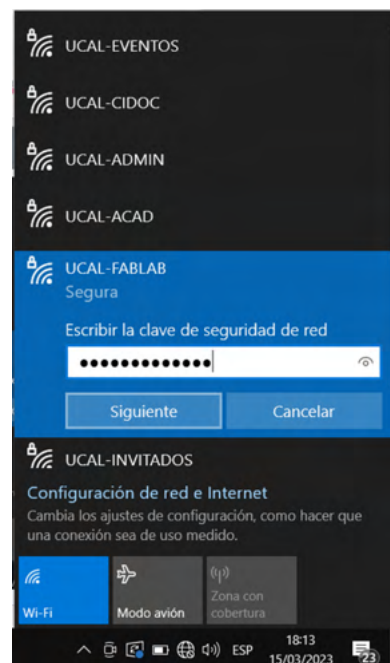 UCAL-EVENTOS
UCAL-CIDOC
UCAL-ADMIN
UCAL-ACAD
UCAL-FABLAB
Segura
Escribir la clave de seguridad de red
●●●●●●●●●●●●●
Siguiente Cancelar
UCAL-INVITADOS
Configuración de red e Internet
Cambia los ajustes de configuración, como hacer que
una conexión sea de uso medido.
Wi-Fi
Modo avión
Zona con
cobertura
ESP
18:13
15/03/2023
23